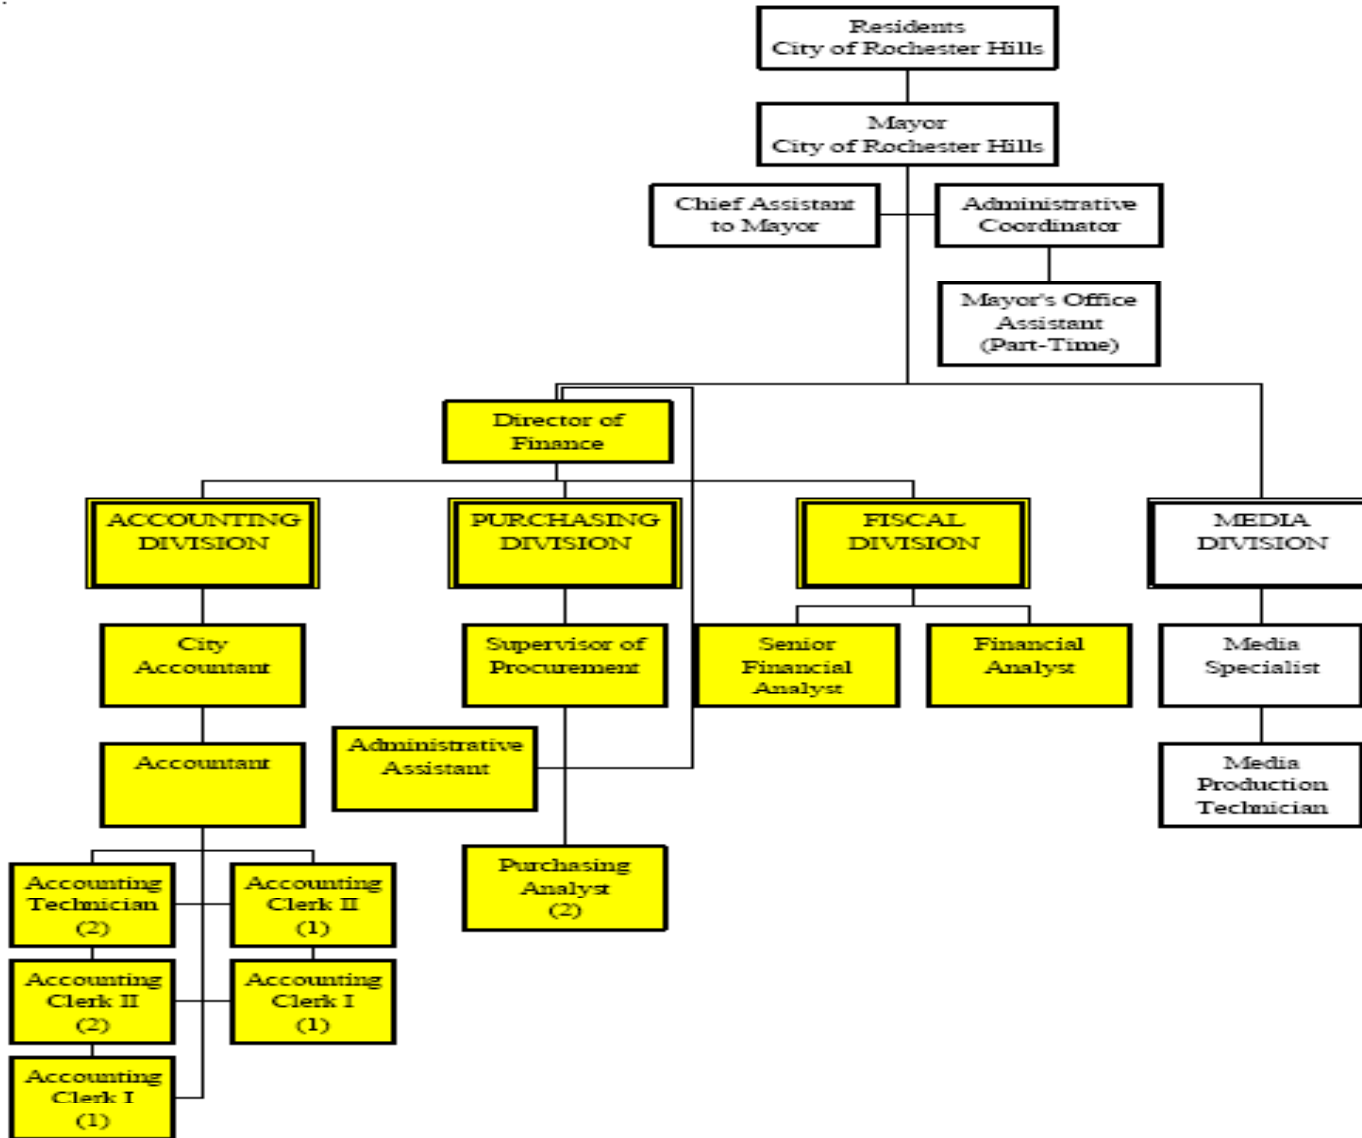 Residents
City of Rochester Hills
Mayor
City of Rochester Hills
Chief Assistant
to Mayor
Administrative
Coordinator
Mayor's Office
Assistant
(Part-Time)
Director of
Finance
ACCOUNTING
DIVISION
PURCHASING
DIVISION
FISCAL
DIVISION
MEDIA
DIVISION
City
Accountant
Supervisor of
Procurement
Senior
Financial
Analyst
Financial
Analyst
Media
Specialist
Administrative
Assistant
Accountant
Media
Production
Technician
Accounting
Technician
(2)
Accounting
Clerk II
(1)
Purchasing
Analyst
(2)
Accounting
Clerk II
(2)
Accounting
Clerk I
(1)
Accounting
Clerk I
(1)